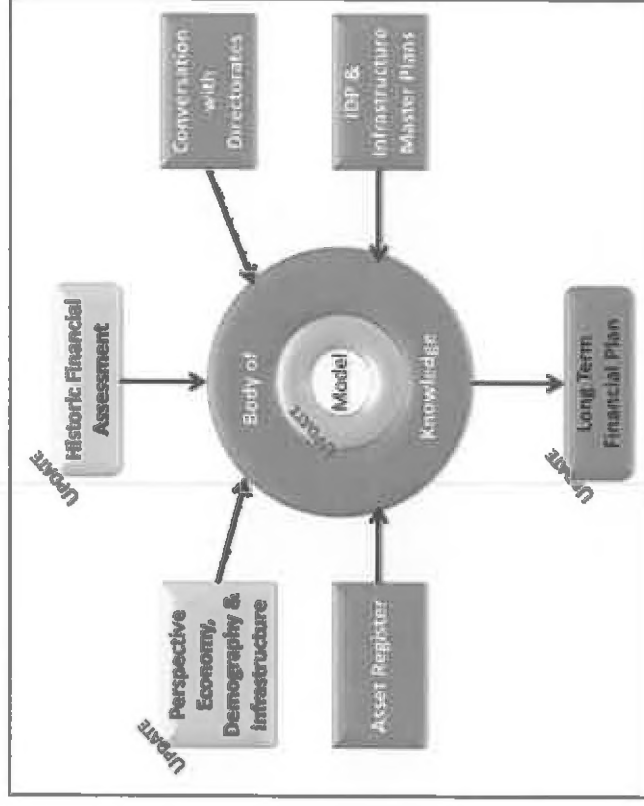 UPDATE
Historic Financial
Assessment
UPDATE
Perspective
Economy,
Demography &
Infrastructure
Conversation
with
Directorates
Body of
UPDATE
Model
Knowledge
Asset Register
IDP &
Infrastructure
Master Plans
UPDATE
Long Term
Financial Plan